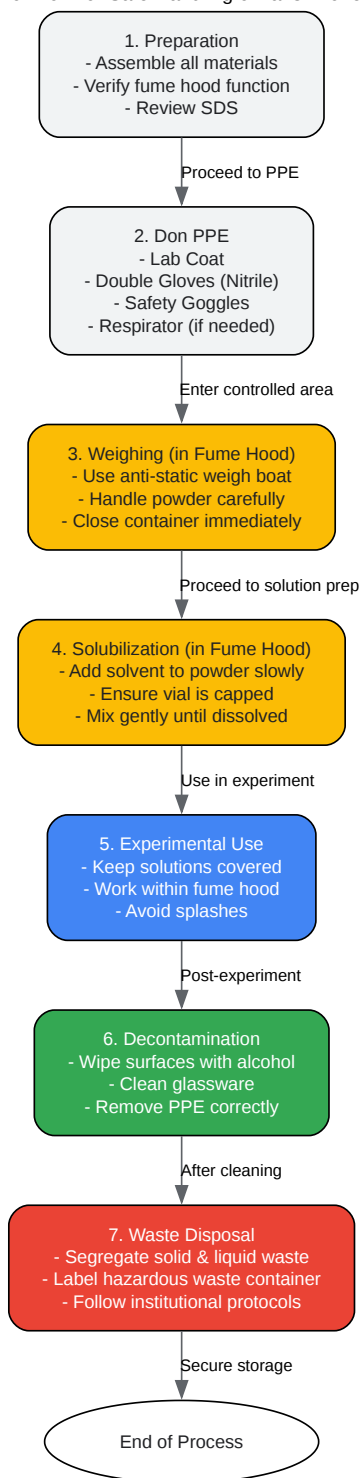 1. Preparation
- Assemble all materials
- Verify fume hood function
- Review SDS
Proceed to PPE
2. Don PPE
- Lab Coat
- Double Gloves (Nitrile)
- Safety Goggles
- Respirator (if needed)
Enter controlled area
3. Weighing (in Fume Hood)
- Use anti-static weigh boat
- Handle powder carefully
- Close container immediately
Proceed to solution prep
4. Solubilization (in Fume Hood)
- Add solvent to powder slowly
- Ensure vial is capped
- Mix gently until dissolved
Use in experiment
5. Experimental Use
- Keep solutions covered
- Work within fume hood
- Avoid splashes
Post-experiment
6. Decontamination
- Wipe surfaces with alcohol
- Clean glassware
- Remove PPE correctly
After cleaning
7. Waste Disposal
- Segregate solid & liquid waste
- Label hazardous waste container
- Follow institutional protocols
Secure storage
End of Process